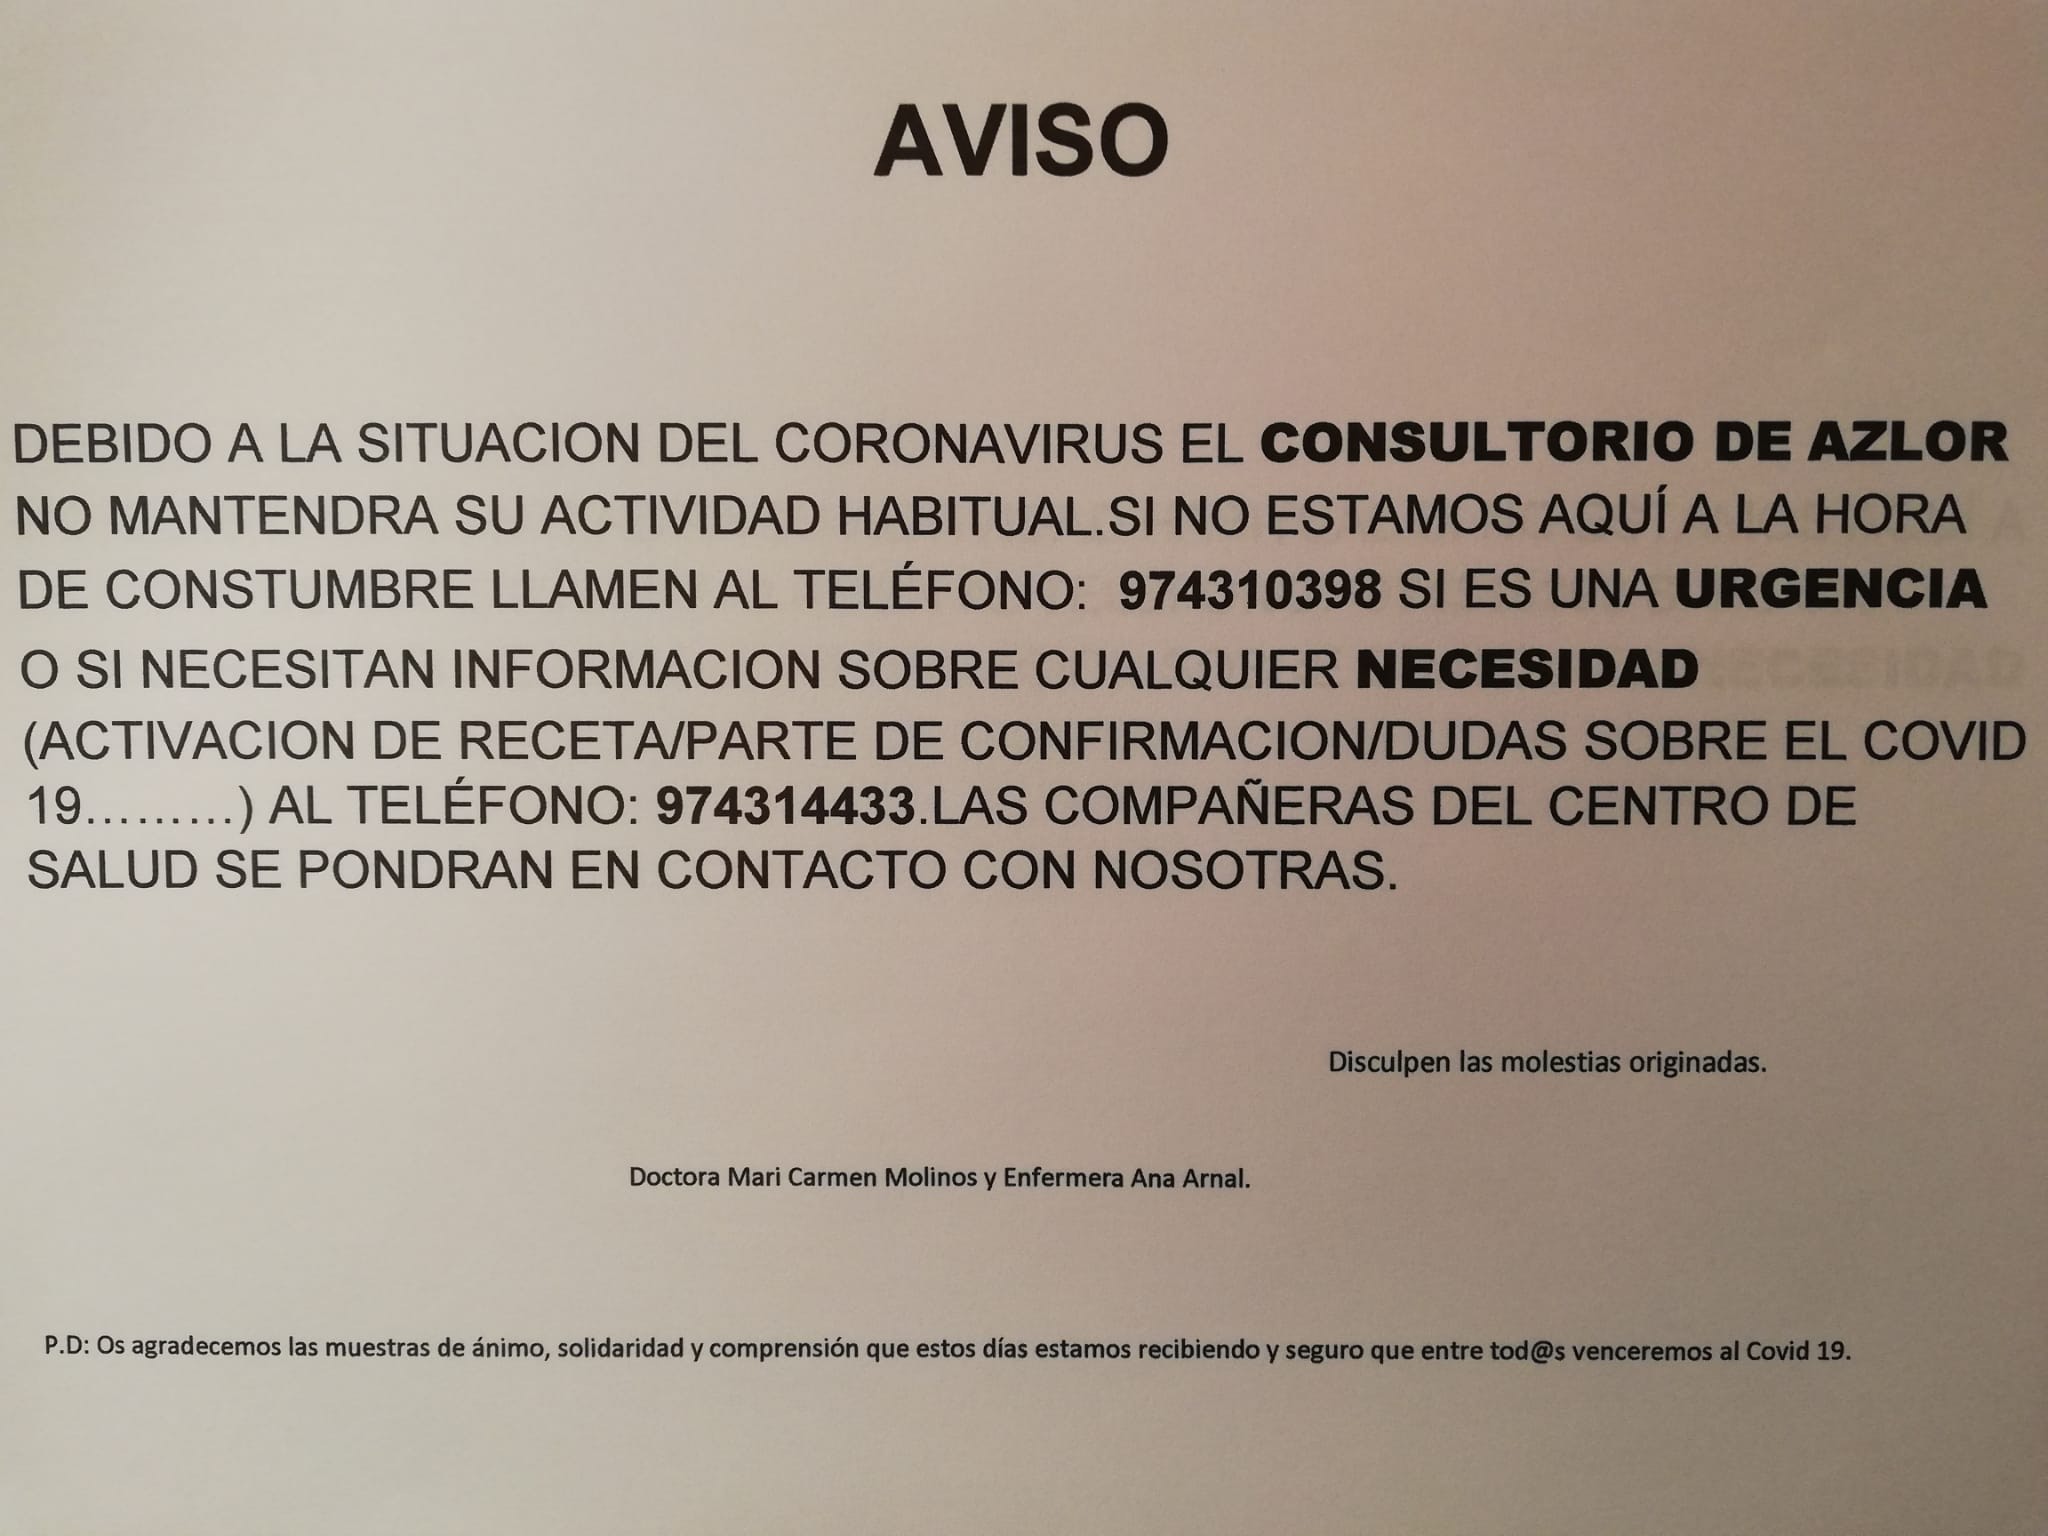 AVISO
DEBIDO A LA SITUACION DEL CORONAVIRUS EL CONSULTORIO DE AZLOR
NO MANTENDRA SU ACTIVIDAD HABITUAL.SI NO ESTAMOS AQUÍ A LA HORA
DE CONSTUMBRE LLAMEN AL TELÉFONO: 974310398 SI ES UNA URGENCIA
O SI NECESITAN INFORMACION SOBRE CUALQUIER NECESIDAD
(ACTIVACION DE RECETA/PARTE DE CONFIRMACION/DUDAS SOBRE EL COVID
19.........) AL TELÉFONO: 974314433.LAS COMPAÑERAS DEL CENTRO DE
SALUD SE PONDRAN EN CONTACTO CON NOSOTRAS.
Disculpen las molestias originadas.
Doctora Mari Carmen Molinos y Enfermera Ana Arnal.
P.D: Os agradecemos las muestras de ánimo, solidaridad y comprensión que estos días estamos recibiendo y seguro que entre tod@s venceremos al Covid 19.